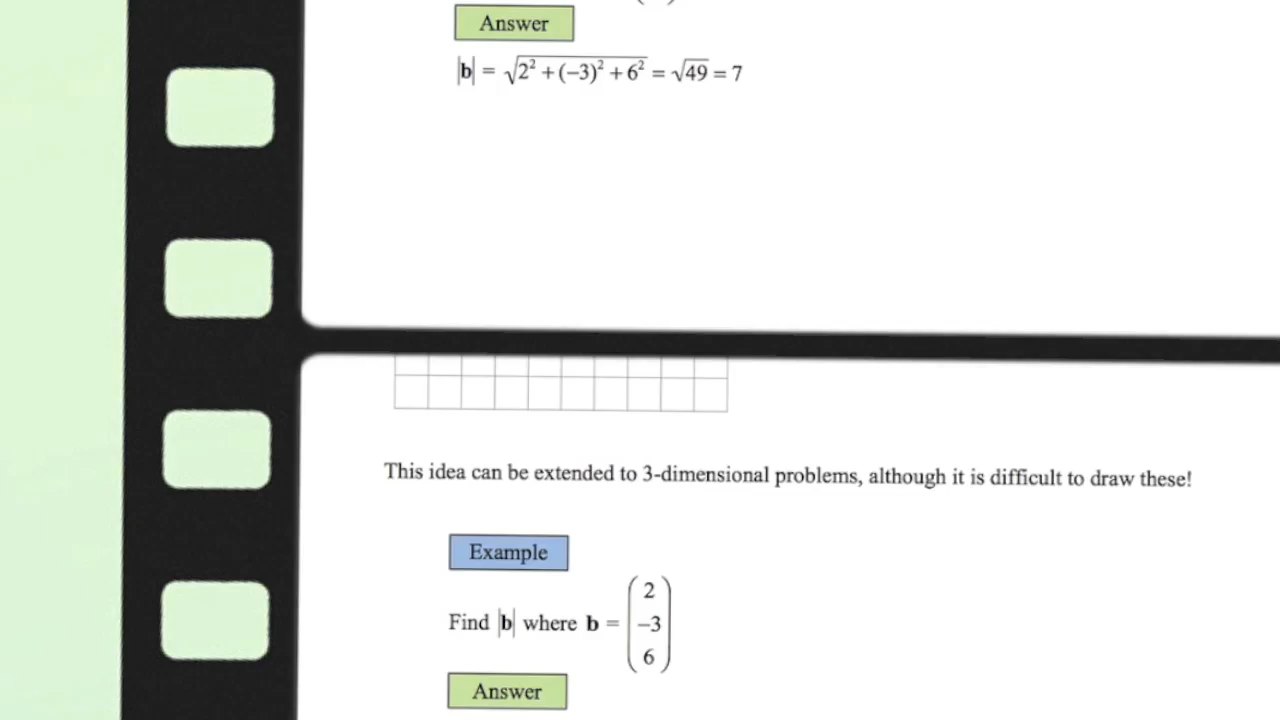 Answer
|b| = √2² + (−3)² + 6² = √49 = 7
This idea can be extended to 3-dimensional problems, although it is difficult to draw these!
Example
Find |b| where b = (2
−3
6)
Answer